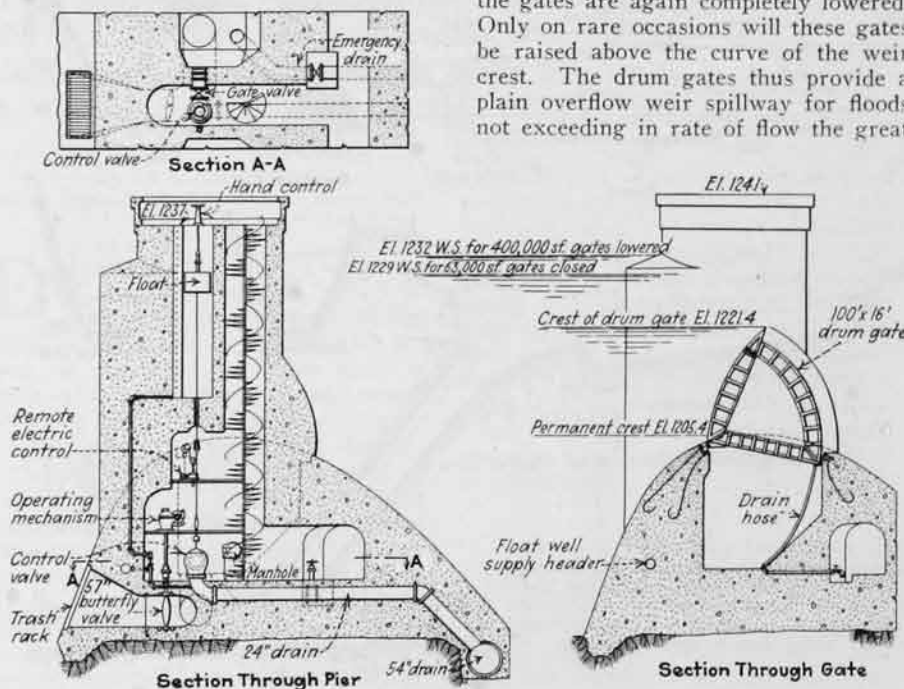 the gates are again completely lowered.
Only on rare occasions will these gates
be raised above the curve of the weir
crest. The drum gates thus provide a
plain overflow weir spillway for floods
not exceeding in rate of flow the great
Emergency
drain
Gate valve
Control valve
Section A-A
Hand control
El. 1237
Float
Remote
electric
control
Operating
mechanism
Control
valve
A
A
57"
butterfly
valve
Trash
rack
Manhole
24" drain
54" drain
Section Through Pier
El. 1241
El. 1232 W.S. for 400,000 sf. gates lowered
El. 1229 W.S. for 63,000 sf. gates closed
Crest of drum gate El. 1221.4
100'x 16'
drum gate
Permanent crest El. 1205.4
Drain
hose
Float well
supply header
Section Through Gate